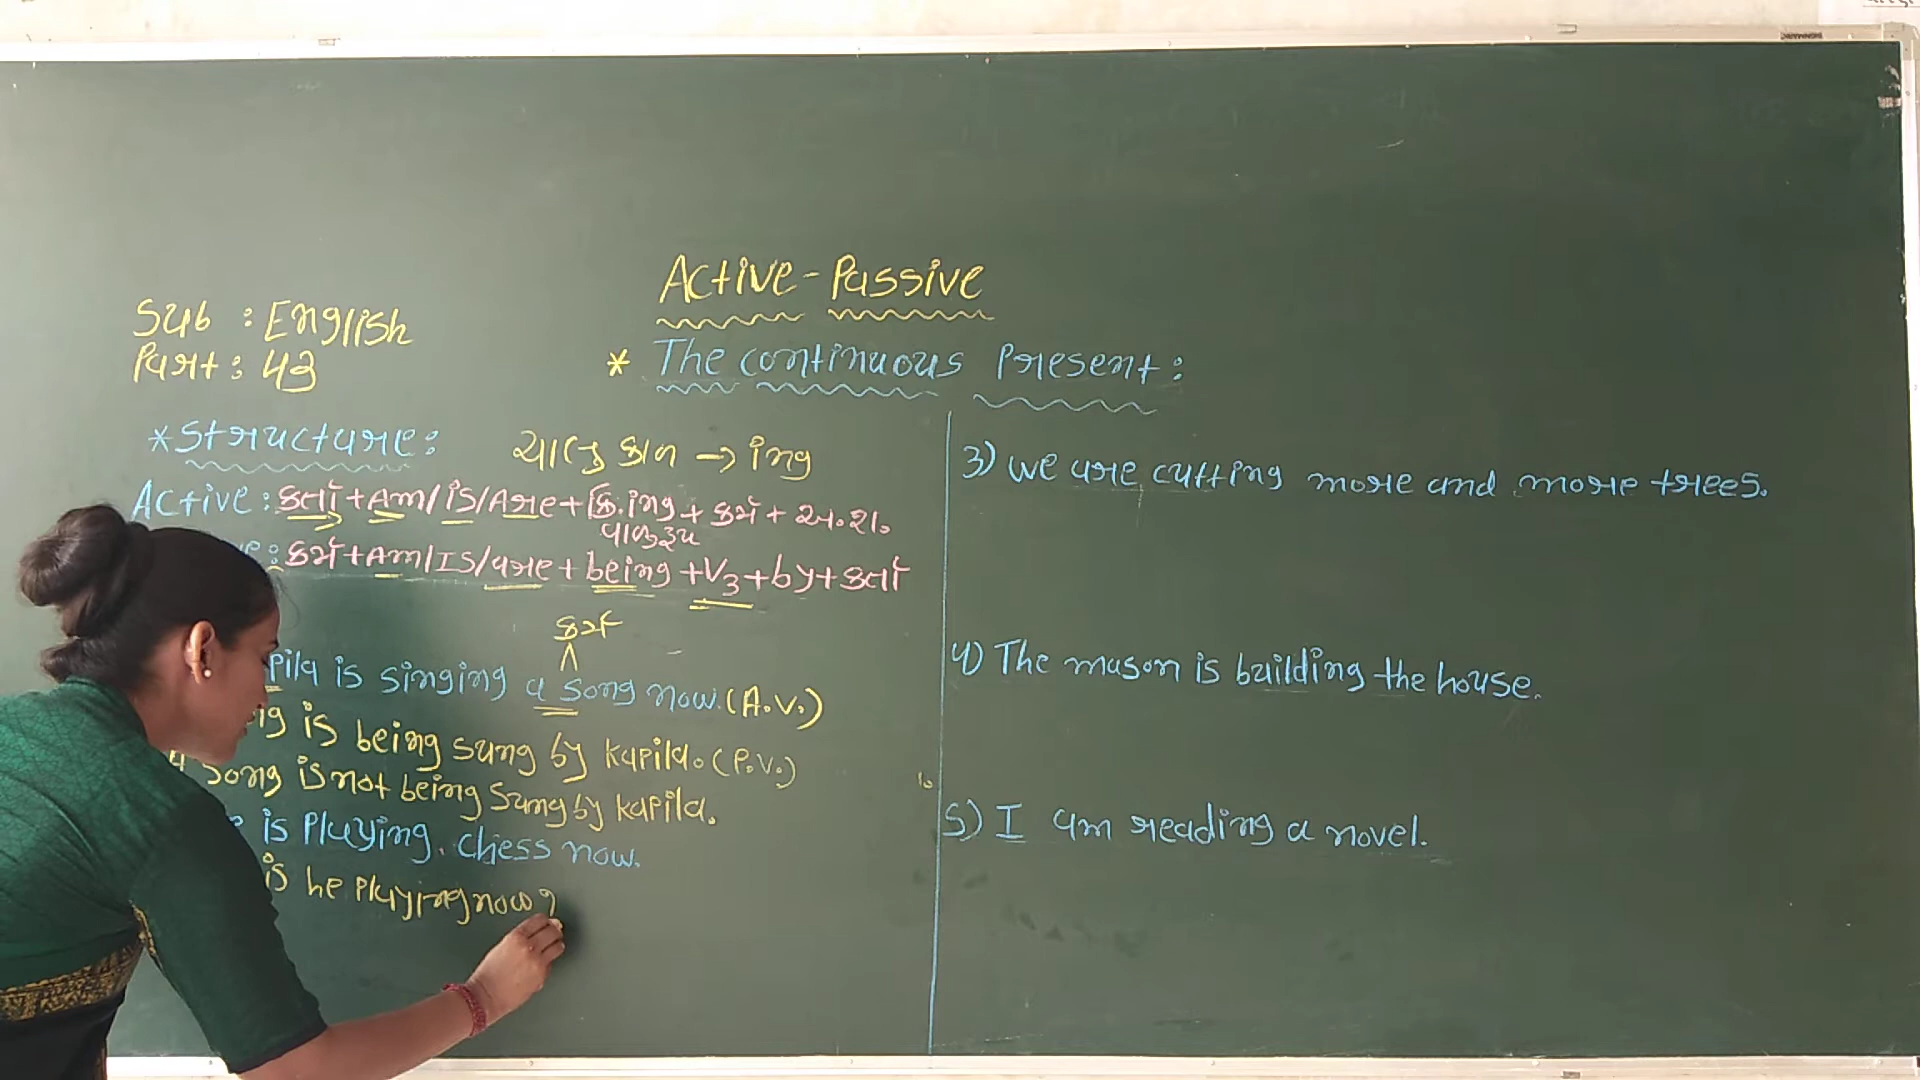 Active-Passive
Sub : English
Part : 43
* The continuous Present:
*Structure:
ચાલુ કાળ → ing
Active : કર્તા+Am/is/Are+ક્રિ.ing+કર્મ+અ.શ.
ચાલુરૂપ
: કર્મ+Am/IS/are+being+V3+by+કર્તા
કર્મ
pila is singing a song now.(A.V.)
is being sung by kapila.(P.V.)
A song is not being sung by kapila.
is playing chess now.
is he playing now?
3) we are cutting more and more trees.
4) The mason is building the house.
5) I am reading a novel.